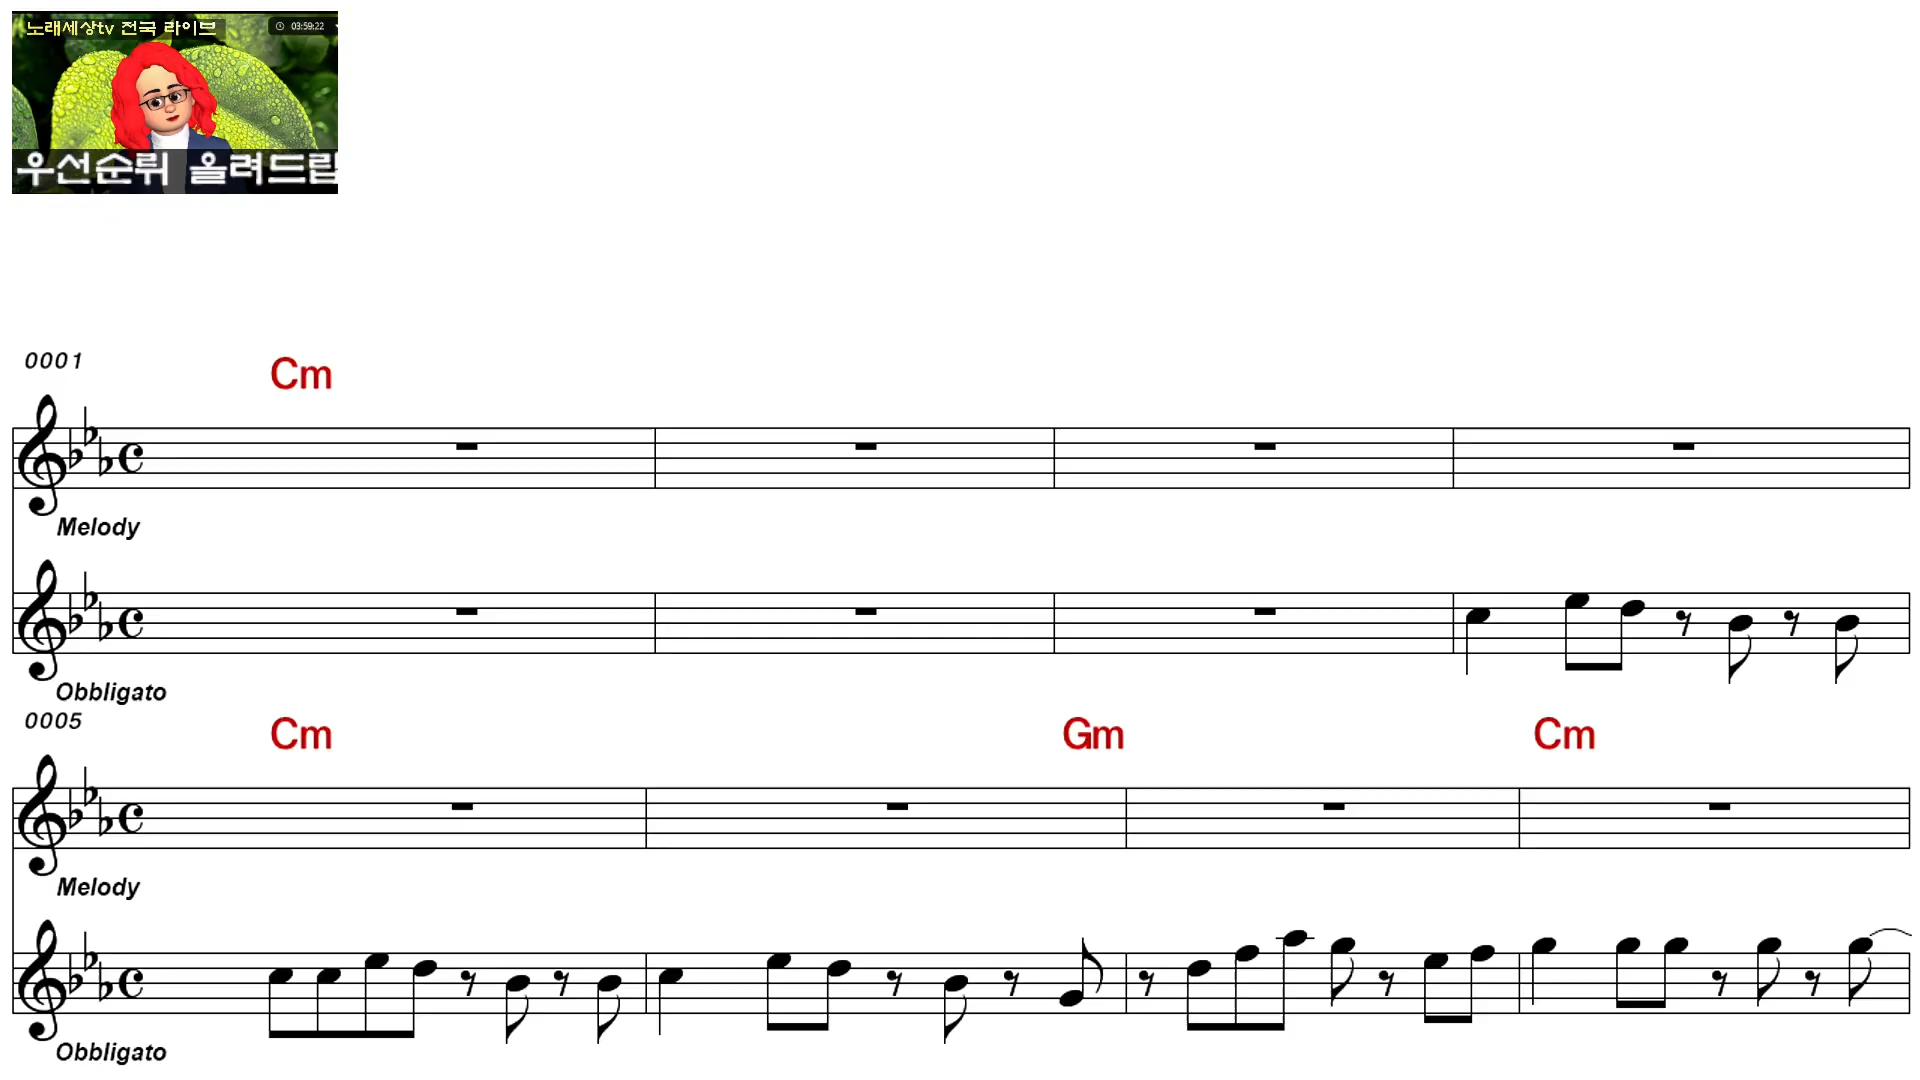 노래세상tv 전국 라이브
03:59:22
우선순위 올려드립
0001
Cm
Melody
Obbligato
0005
Cm Gm Cm
Melody
Obbligato